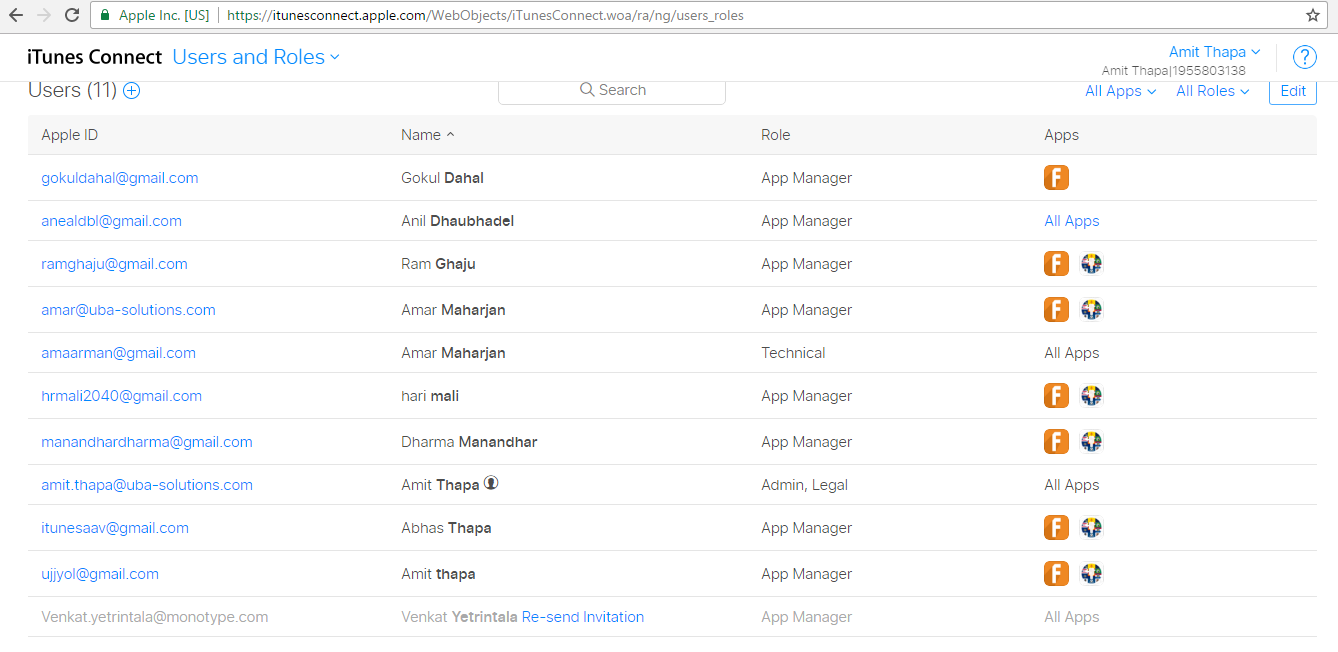 Apple Inc. [US] https://itunesconnect.apple.com/WebObjects/iTunesConnect.woa/ra/ng/users_roles
iTunes Connect Users and Roles Amit Thapa ?
Amit Thapa|1955803138
Users (11) Search All Apps All Roles Edit
Apple ID Name Role Apps
gokuldahal@gmail.com Gokul Dahal App Manager F
anealdbl@gmail.com Anil Dhaubhadel App Manager All Apps
ramghaju@gmail.com Ram Ghaju App Manager F
amar@uba-solutions.com Amar Maharjan App Manager F
amaarman@gmail.com Amar Maharjan Technical All Apps
hrmali2040@gmail.com hari mali App Manager F
manandhardharma@gmail.com Dharma Manandhar App Manager F
amit.thapa@uba-solutions.com Amit Thapa Admin, Legal All Apps
itunesaav@gmail.com Abhas Thapa App Manager F
ujjyol@gmail.com Amit thapa App Manager F
Venkat.yetrintala@monotype.com Venkat Yetrintala Re-send Invitation App Manager All Apps